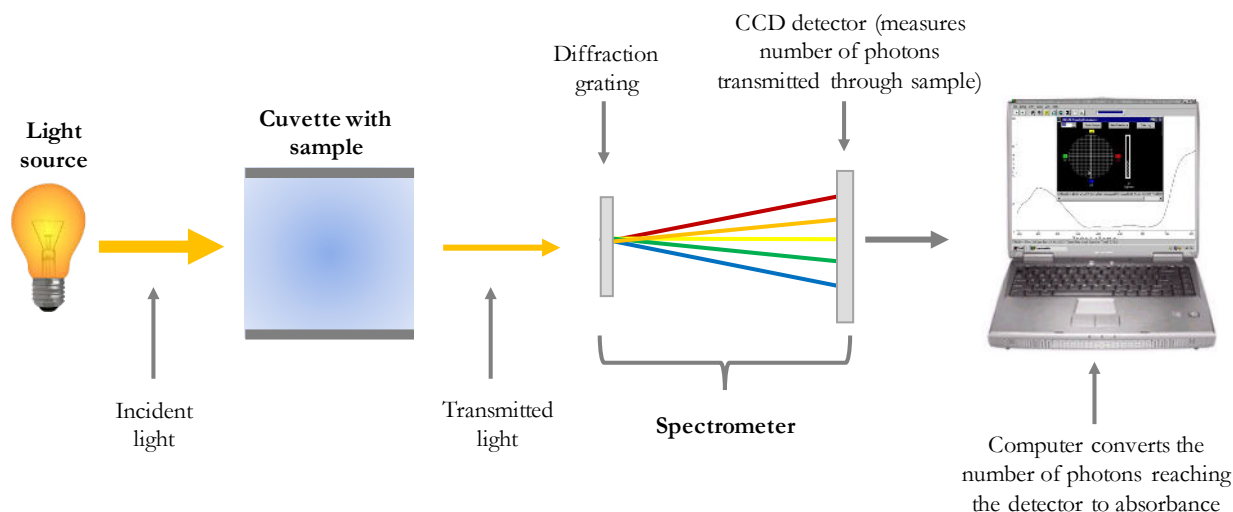 Light
source
Cuvette with
sample
Diffraction
grating
CCD detector (measures
number of photons
transmitted through sample)
Incident
light
Transmitted
light
Spectrometer
Computer converts the
number of photons reaching
the detector to absorbance